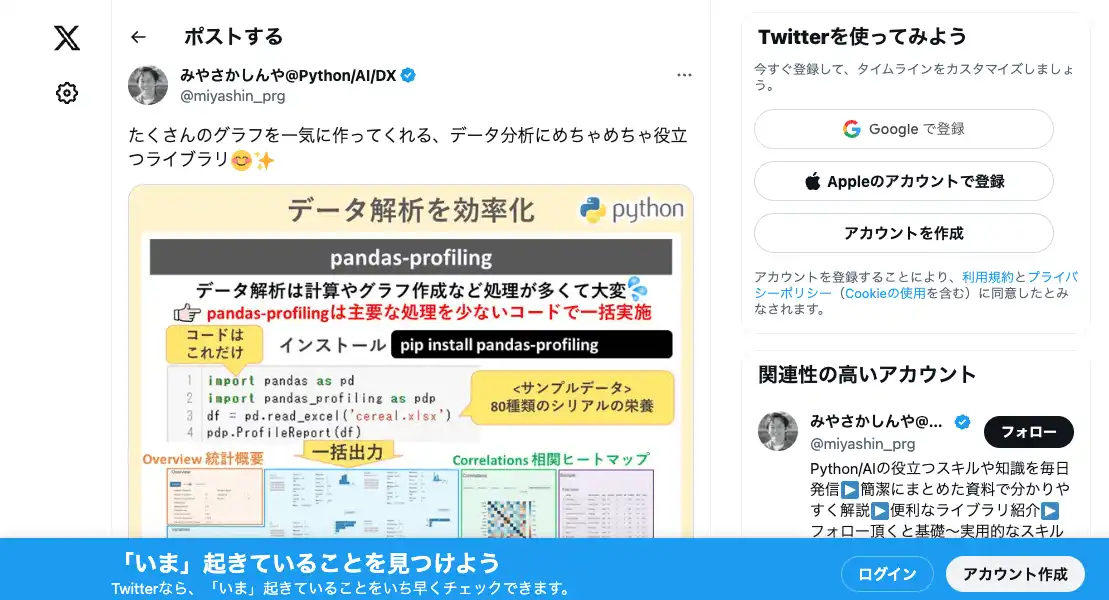 ポストする
みやさかしんや@Python/AI/DX
@miyashin_prg
たくさんのグラフを一気に作ってくれる、データ分析にめちゃめちゃ役立
つライブラリ😊✨
データ解析を効率化
python
pandas-profiling
データ解析は計算やグラフ作成など処理が多くて大変💦
pandas-profilingは主要な処理を少ないコードで一括実施
コードは
これだけ
インストール
pip install pandas-profiling
1 import pandas as pd
2 import pandas_profiling as pdp
3 df = pd.read_excel('cereal.xlsx')
4 pdp.ProfileReport(df)
<サンプルデータ>
80種類のシリアルの栄養
一括出力
Overview 統計概要
Correlations 相関ヒートマップ
Twitterを使ってみよう
今すぐ登録して、タイムラインをカスタマイズしましょ
う。
Google で登録
Appleのアカウントで登録
アカウントを作成
アカウントを登録することにより、利用規約とプライバ
シーポリシー（Cookieの使用を含む）に同意したとみ
なされます。
関連性の高いアカウント
みやさかしんや@...
@miyashin_prg
フォロー
Python/AIの役立つスキルや知識を毎日
発信▶️簡潔にまとめた資料で分かりや
すく解説▶️便利なライブラリ紹介▶️
フォロー頂くと基礎〜実用的なスキル
「いま」起きていることを見つけよう
Twitterなら、「いま」起きていることをいち早くチェックできます。
ログイン
アカウント作成